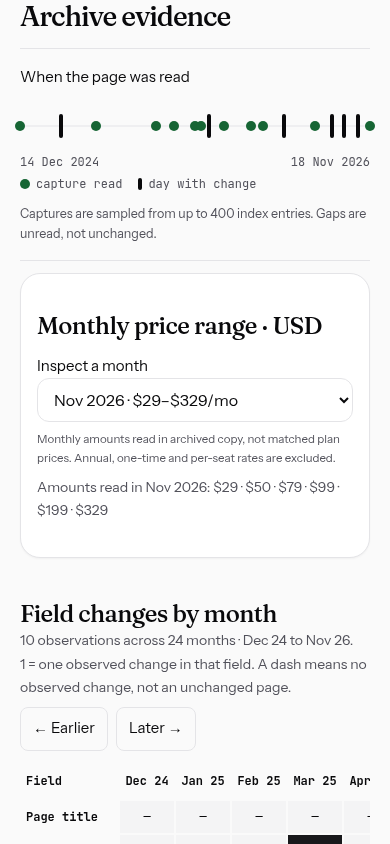 Archive evidence
When the page was read
14 Dec 2024 18 Nov 2026
capture read day with change
Captures are sampled from up to 400 index entries. Gaps are
unread, not unchanged.
Monthly price range · USD
Inspect a month
Nov 2026 · $29–$329/mo
Monthly amounts read in archived copy, not matched plan
prices. Annual, one-time and per-seat rates are excluded.
Amounts read in Nov 2026: $29 · $50 · $79 · $99 ·
$199 · $329
Field changes by month
10 observations across 24 months · Dec 24 to Nov 26.
1 = one observed change in that field. A dash means no
observed change, not an unchanged page.
← Earlier Later →
Field Dec 24 Jan 25 Feb 25 Mar 25 Apr
Page title – – – – –